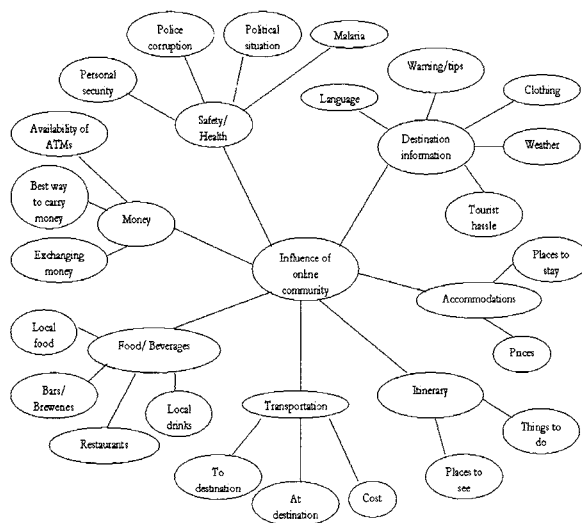 Police
corruption
Political
situation
Malaria
Personal
security
Safety/
Health
Warning/tips
Language
Clothing
Destination
information
Weather
Tourist
hassle
Availability of
ATMs
Best way
to carry
money
Money
Exchanging
money
Influence of
online
community
Places to
stay
Accommodations
Prices
Local
food
Food/ Beverages
Bars/
Breweries
Restaurants
Local
drinks
Transportation
To
destination
At
destination
Cost
Itinerary
Things to
do
Places to
see